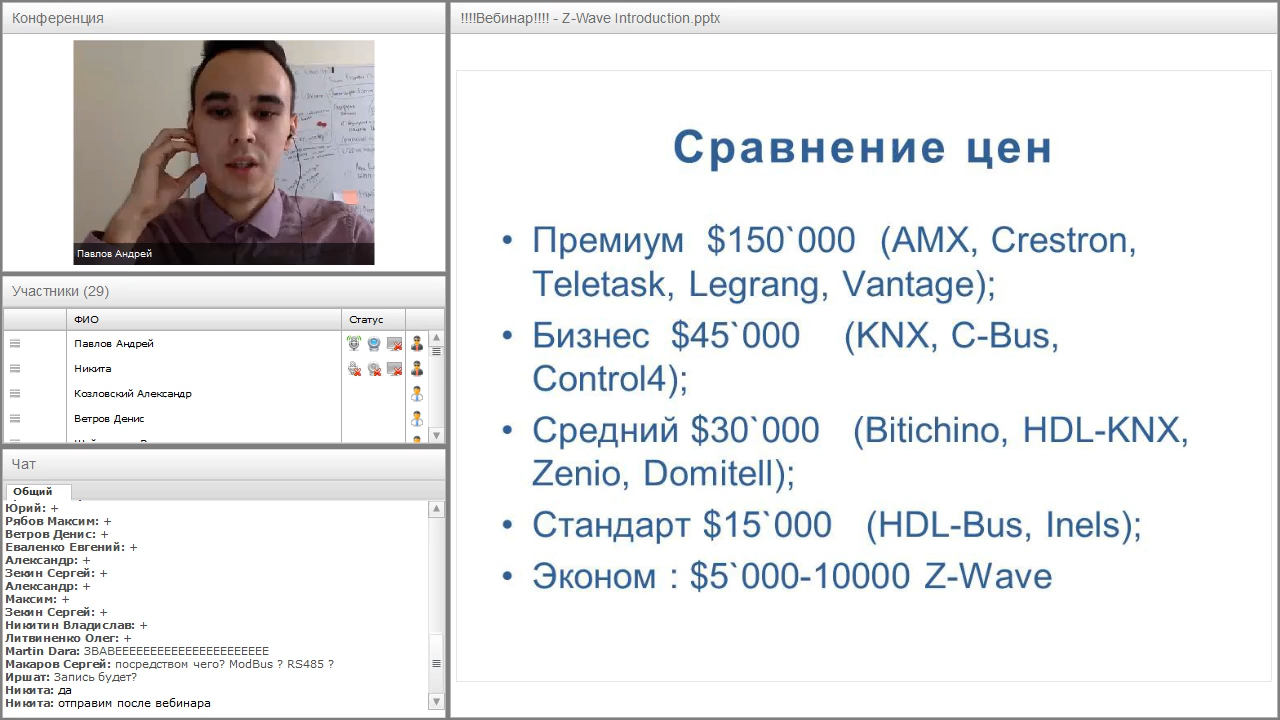 Конференция
Павлов Андрей
Участники (29)
ФИО
Статус
Павлов Андрей
Никита
Козловский Александр
Ветров Денис
Чат
Общий
Юрий: +
Рябов Максим: +
Ветров Денис: +
Еваленко Евгений: +
Александр: +
Зекин Сергей: +
Александр: +
Максим: +
Зекин Сергей: +
Никитин Владислав: +
Литвиненко Олег: +
Martin Dara: ЗВАВЕЕЕЕЕЕЕЕЕЕЕЕЕЕЕЕЕЕЕЕЕЕ
Макаров Сергей: посредством чего? ModBus ? RS485 ?
Иршат: Запись будет?
Никита: да
Никита: отправим после вебинара
!!!!Вебинар!!!! - Z-Wave Introduction.pptx
Сравнение цен
• Премиум $150`000 (AMX, Crestron,
Teletask, Legrang, Vantage);
• Бизнес $45`000 (KNX, C-Bus,
Control4);
• Средний $30`000 (Bitichino, HDL-KNX,
Zenio, Domitell);
• Стандарт $15`000 (HDL-Bus, Inels);
• Эконом : $5`000-10000 Z-Wave